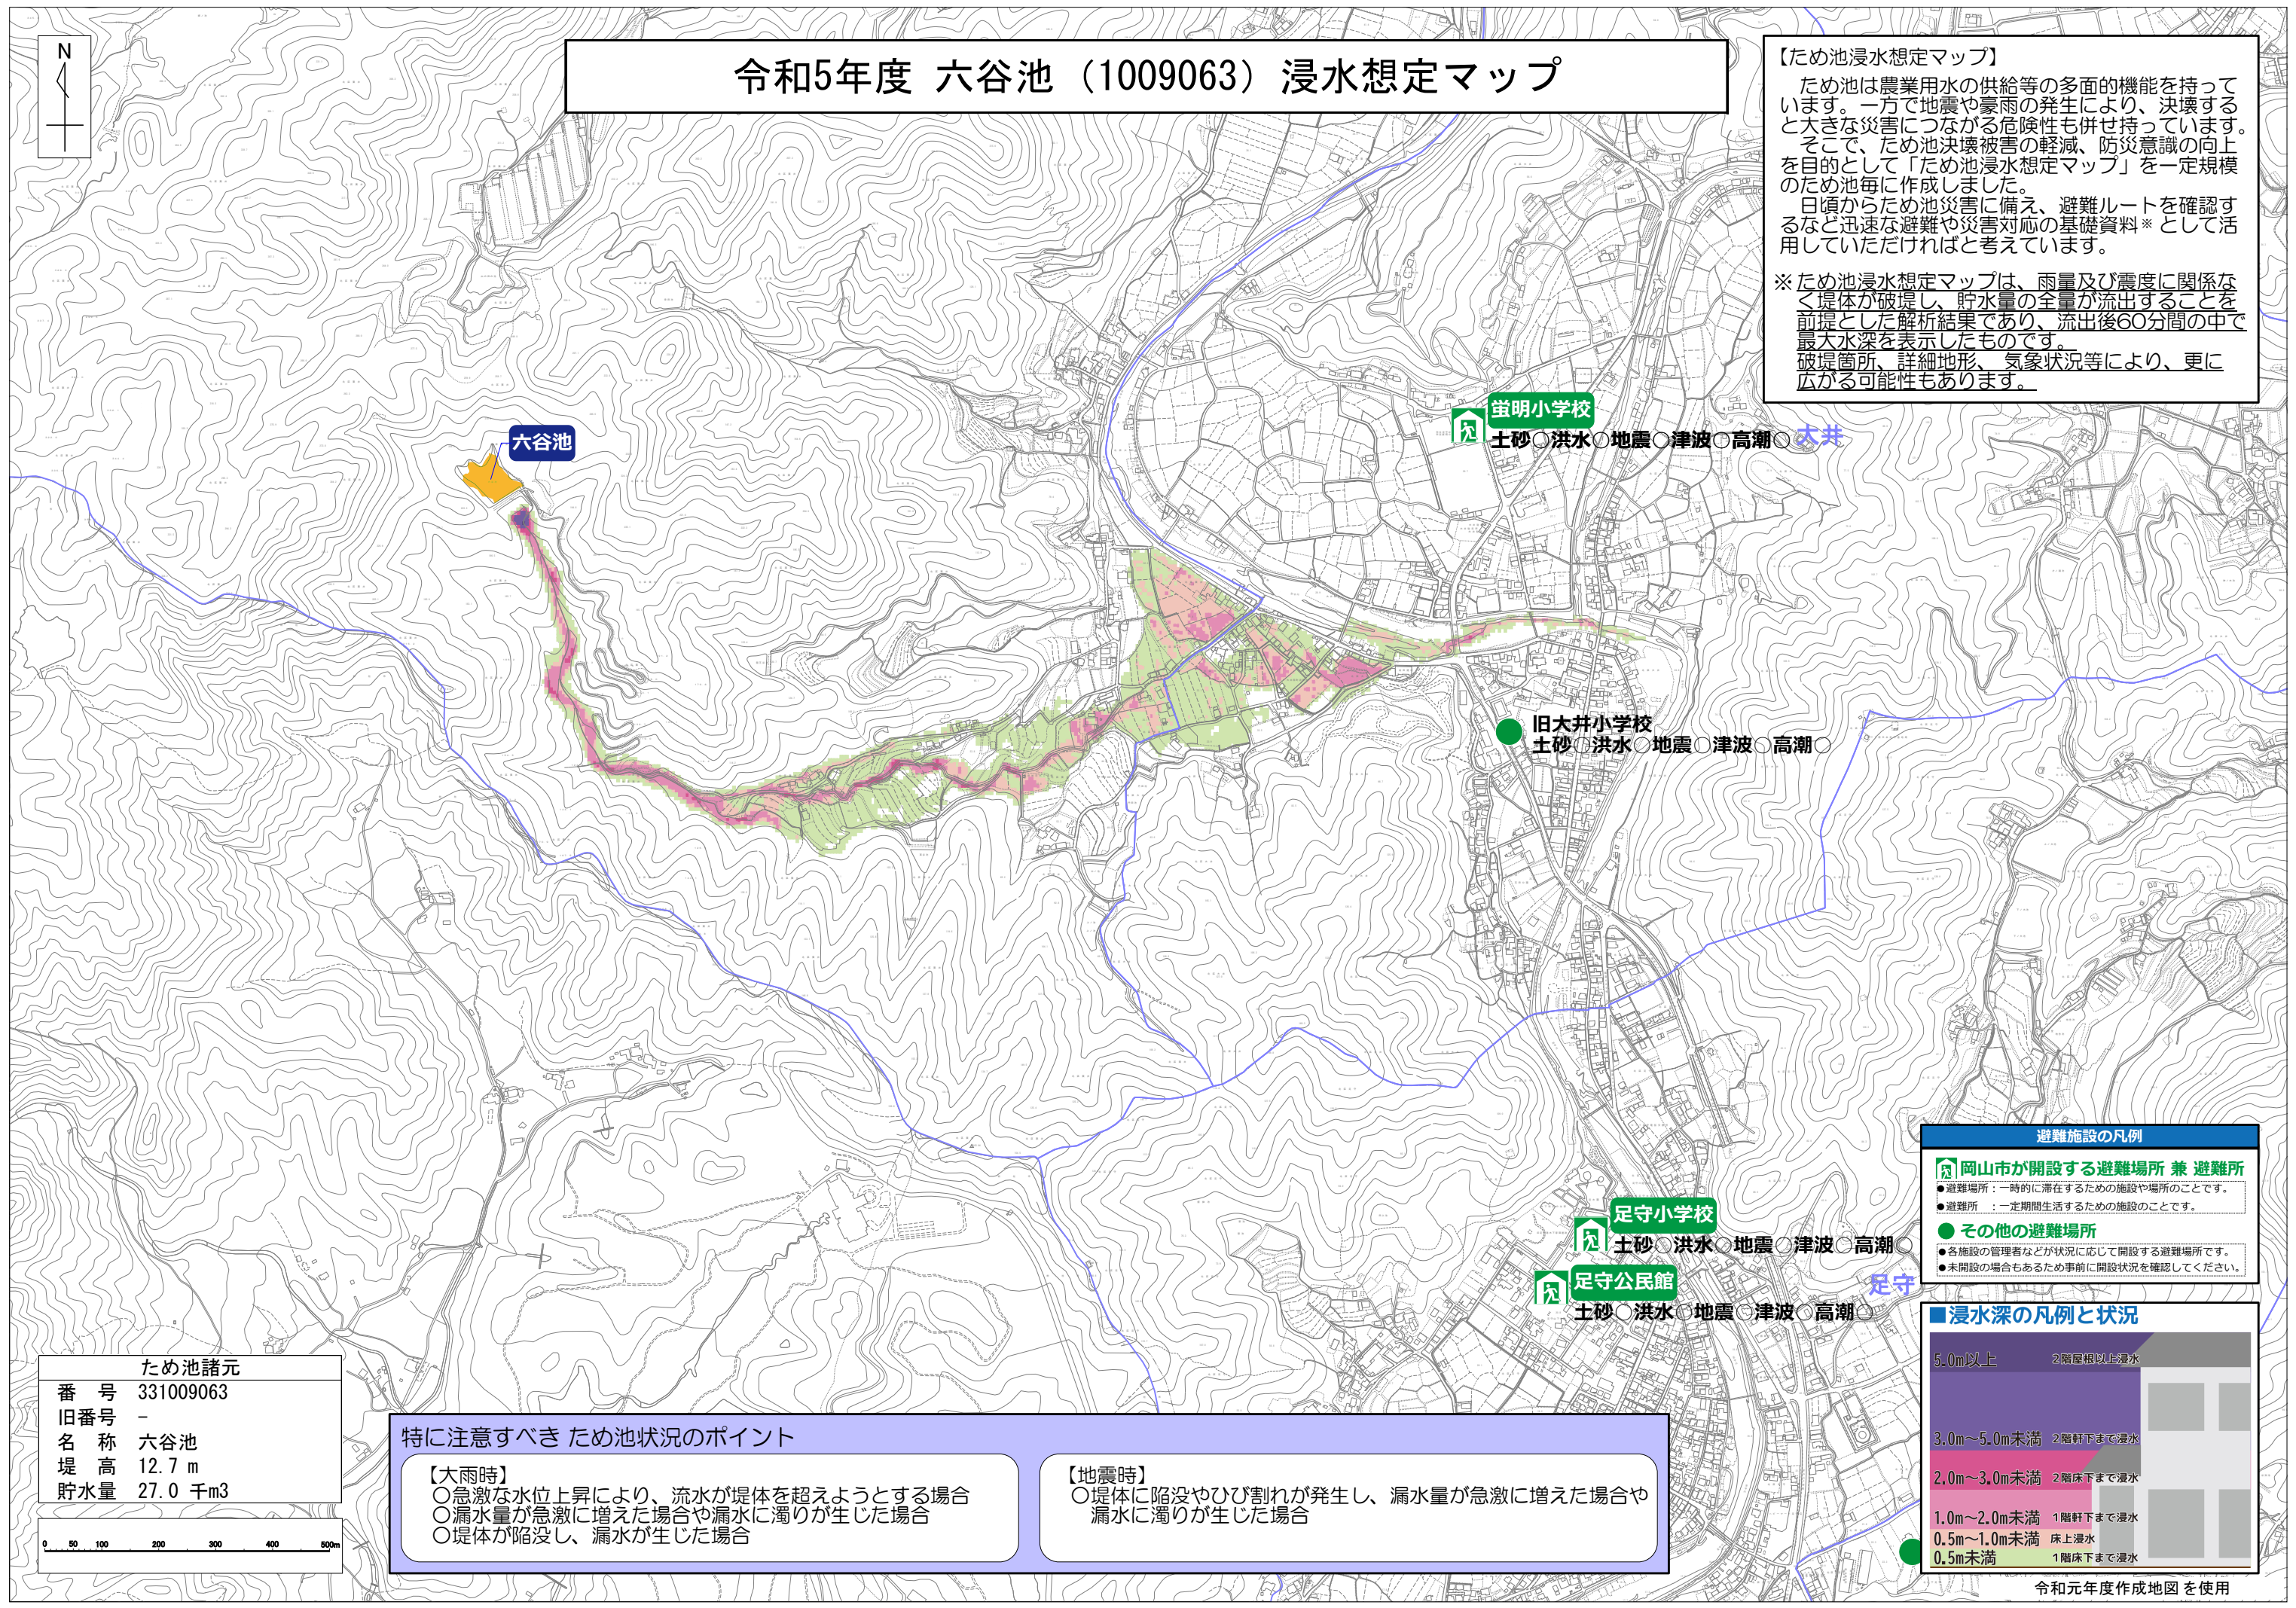 N
令和5年度 六谷池（1009063）浸水想定マップ
【ため池浸水想定マップ】
ため池は農業用水の供給等の多面的機能を持って
います。一方で地震や豪雨の発生により、決壊する
と大きな災害につながる危険性も併せ持っています。
そこで、ため池決壊被害の軽減、防災意識の向上
を目的として「ため池浸水想定マップ」を一定規模
のため池毎に作成しました。
日頃からため池災害に備え、避難ルートを確認す
るなど迅速な避難や災害対応の基礎資料※として活
用していただければと考えています。
※ため池浸水想定マップは、雨量及び震度に関係な
く堤体が破堤し、貯水量の全量が流出することを
前提とした解析結果であり、流出後60分間の中で
最大水深を表示したものです。
破堤箇所、詳細地形、気象状況等により、更に
広がる可能性もあります。
六谷池
蛍明小学校
土砂○洪水○地震○津波○高潮○
大井
旧大井小学校
土砂○洪水○地震○津波○高潮○
足守小学校
土砂○洪水○地震○津波○高潮○
足守公民館
土砂○洪水○地震○津波○高潮○
足守
避難施設の凡例
岡山市が開設する避難場所 兼 避難所
●避難場所：一時的に滞在するための施設や場所のことです。
●避難所　：一定期間生活するための施設のことです。
● その他の避難場所
●各施設の管理者などが状況に応じて開設する避難場所です。
●未開設の場合もあるため事前に開設状況を確認してください。
■浸水深の凡例と状況
5.0m以上 2階屋根以上浸水
3.0m～5.0m未満 2階軒下まで浸水
2.0m～3.0m未満 2階床下まで浸水
1.0m～2.0m未満 1階軒下まで浸水
0.5m～1.0m未満 床上浸水
0.5m未満 1階床下まで浸水
令和元年度作成地図を使用
ため池諸元
番　号 331009063
旧番号 -
名　称 六谷池
堤　高 12.7 m
貯水量 27.0 千m3
0 50 100 200 300 400 500m
特に注意すべき ため池状況のポイント
【大雨時】
○急激な水位上昇により、流水が堤体を超えようとする場合
○漏水量が急激に増えた場合や漏水に濁りが生じた場合
○堤体が陥没し、漏水が生じた場合
【地震時】
○堤体に陥没やひび割れが発生し、漏水量が急激に増えた場合や
漏水に濁りが生じた場合